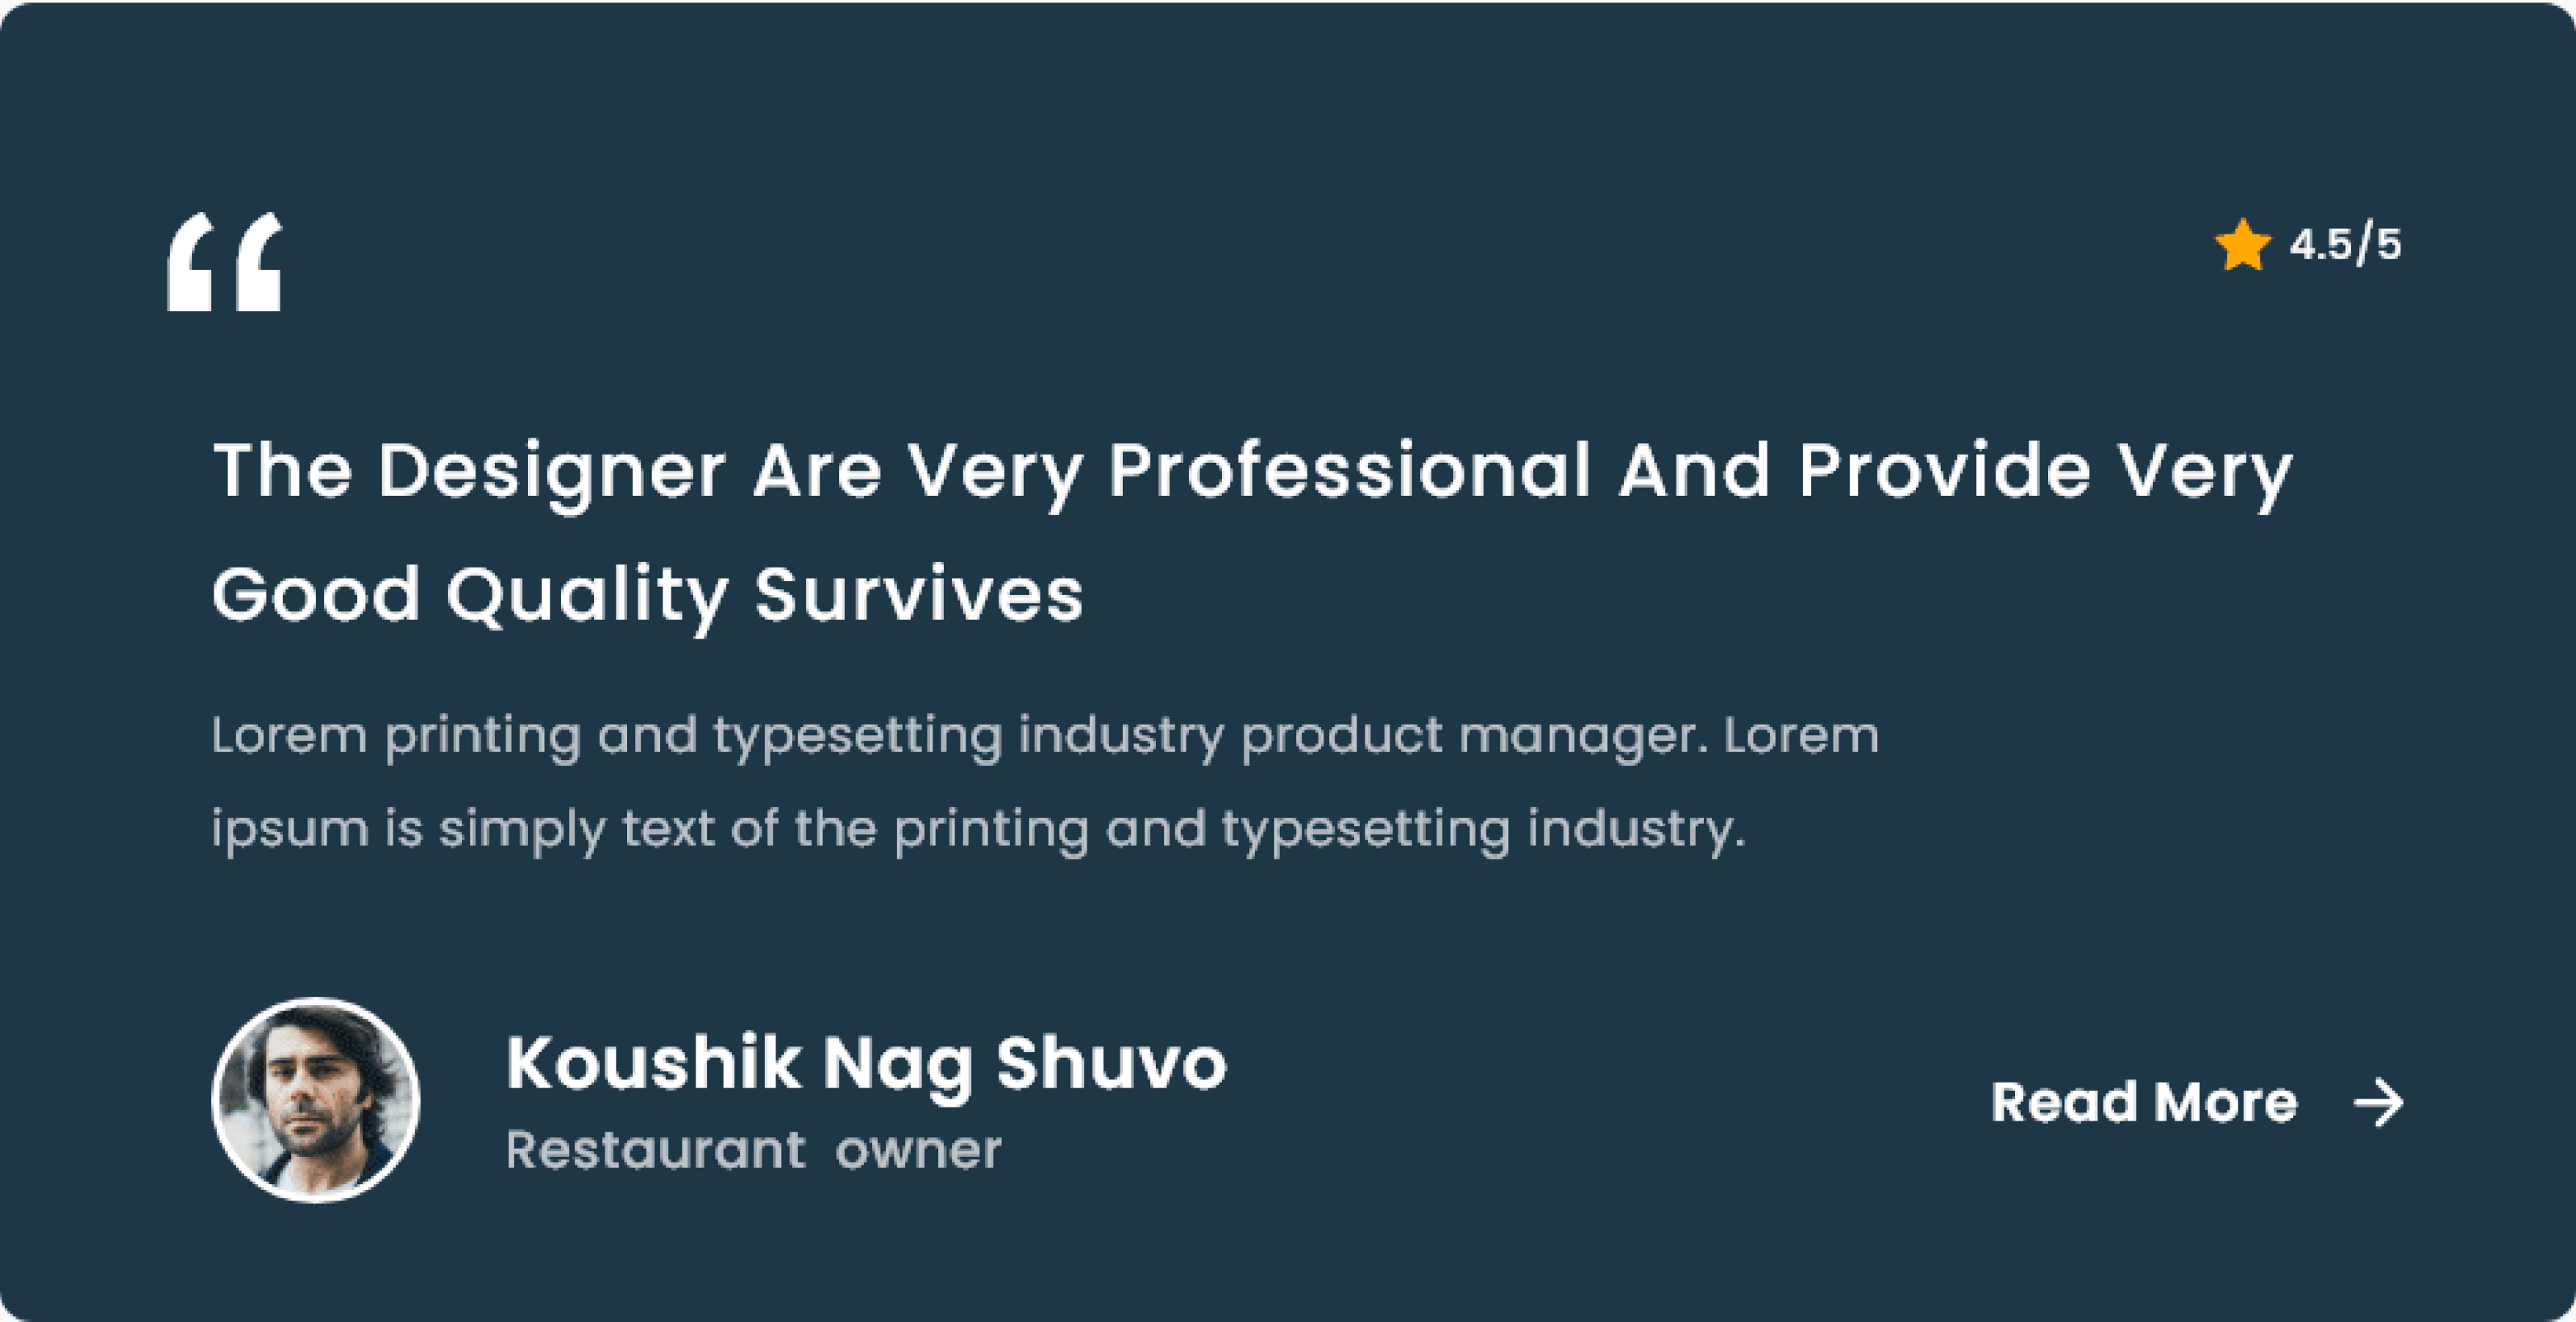 “
4.5/5
The Designer Are Very Professional And Provide Very
Good Quality Survives
Lorem printing and typesetting industry product manager. Lorem
ipsum is simply text of the printing and typesetting industry.
Koushik Nag Shuvo
Restaurant owner
Read More →